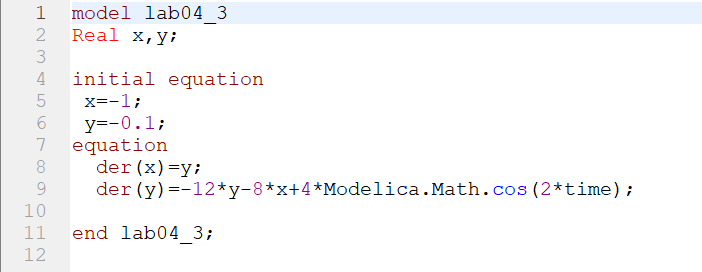 1 model lab04_3
2 Real x,y;
3
4 initial equation
5 x=-1;
6 y=-0.1;
7 equation
8 der(x)=y;
9 der(y)=-12*y-8*x+4*Modelica.Math.cos(2*time);
10
11 end lab04_3;
12